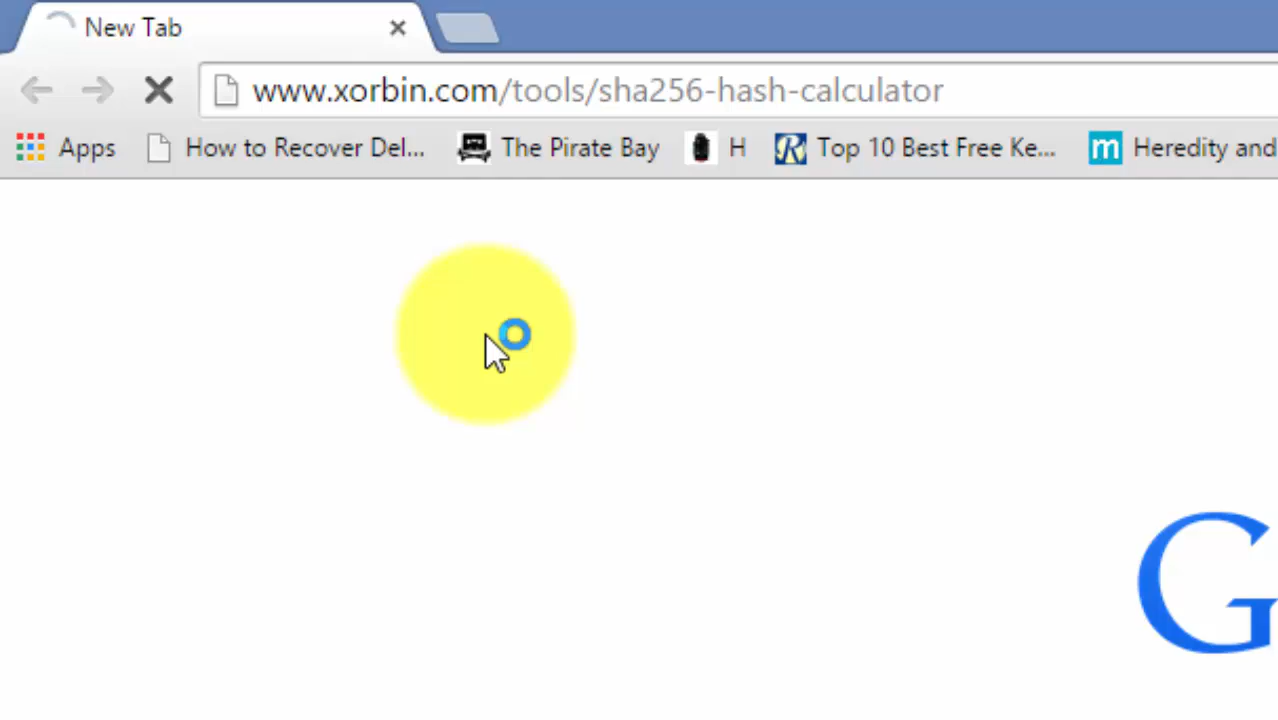 New Tab
www.xorbin.com/tools/sha256-hash-calculator
Apps How to Recover Del... The Pirate Bay H Top 10 Best Free Ke... Heredity and
G